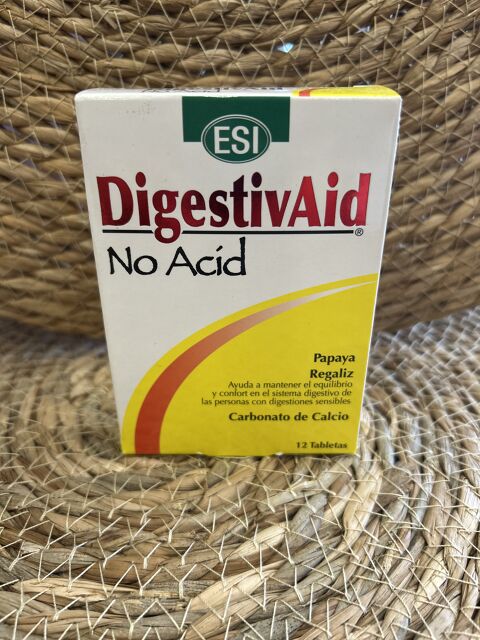 ESI
DigestivAid®
No Acid
Papaya
Regaliz
Ayuda a mantener el equilibrio
y confort en el sistema digestivo de
las personas con digestiones sensibles
Carbonato de Calcio
12 Tabletas